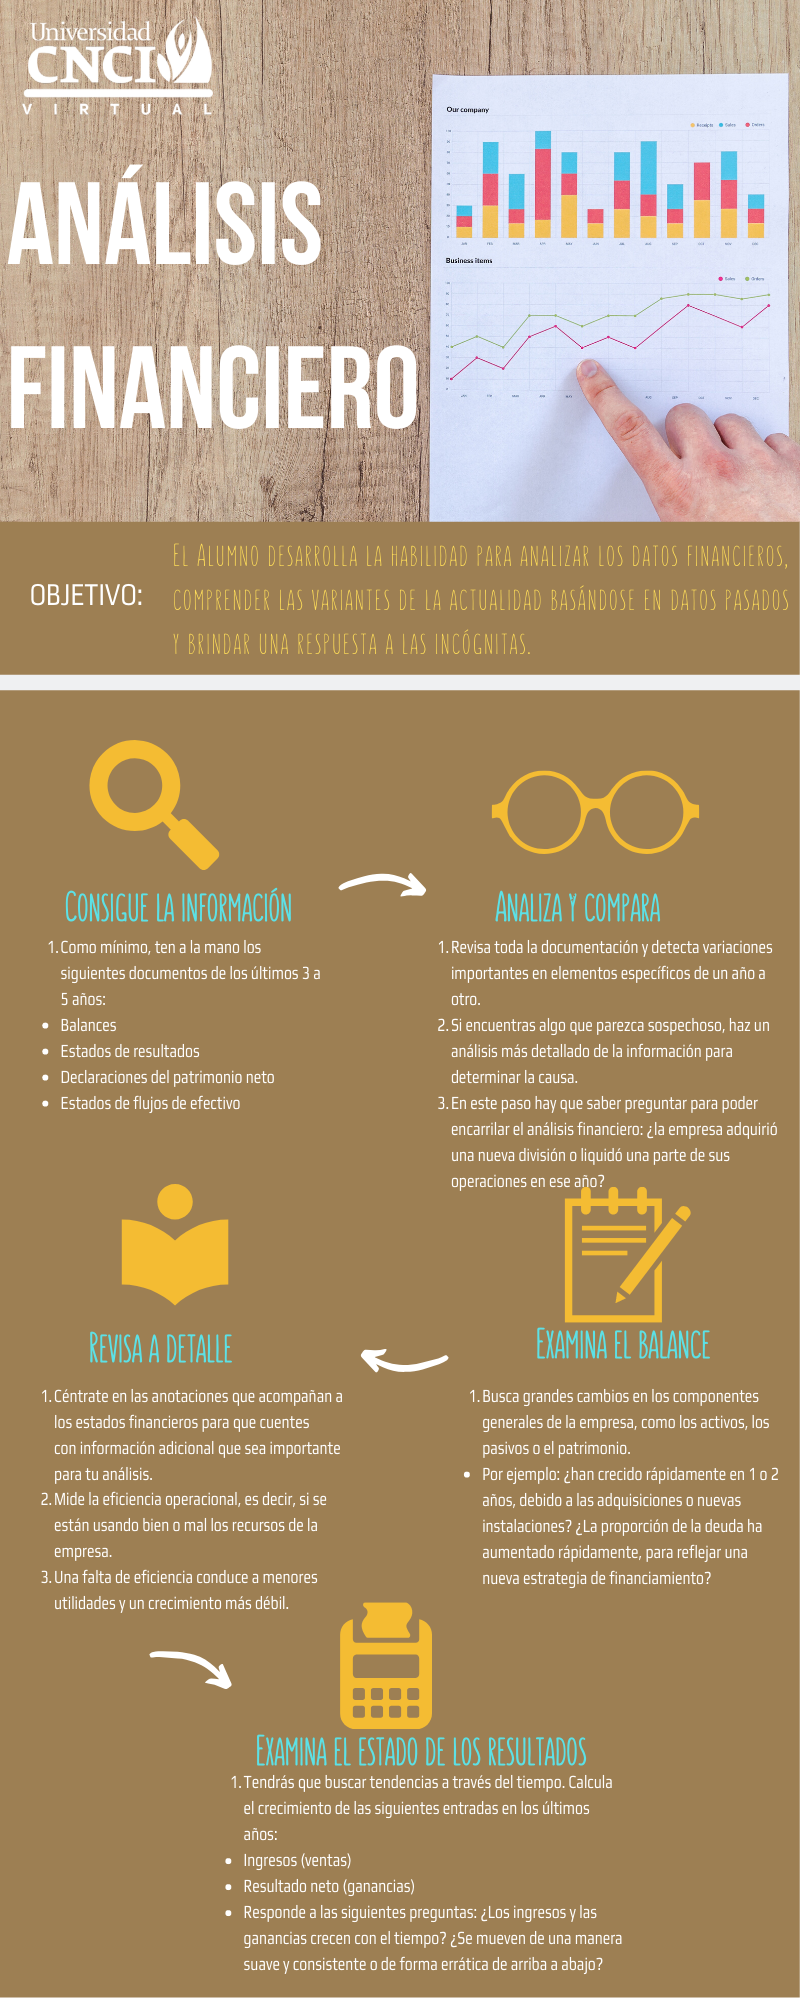 Universidad
CNCI
VIRTUAL
ANÁLISIS
FINANCIERO
Our company
Receipts Sales Orders
Business items
Sales Orders
OBJETIVO:
El Alumno desarrolla la habilidad para analizar los datos financieros,
comprender las variantes de la actualidad basándose en datos pasados
y brindar una respuesta a las incógnitas.
Consigue la información
1. Como mínimo, ten a la mano los
siguientes documentos de los últimos 3 a
5 años:
• Balances
• Estados de resultados
• Declaraciones del patrimonio neto
• Estados de flujos de efectivo
Analiza y compara
1. Revisa toda la documentación y detecta variaciones
importantes en elementos específicos de un año a
otro.
2. Si encuentras algo que parezca sospechoso, haz un
análisis más detallado de la información para
determinar la causa.
3. En este paso hay que saber preguntar para poder
encarrilar el análisis financiero: ¿la empresa adquirió
una nueva división o liquidó una parte de sus
operaciones en ese año?
Revisa a detalle
1. Céntrate en las anotaciones que acompañan a
los estados financieros para que cuentes
con información adicional que sea importante
para tu análisis.
2. Mide la eficiencia operacional, es decir, si se
están usando bien o mal los recursos de la
empresa.
3. Una falta de eficiencia conduce a menores
utilidades y un crecimiento más débil.
Examina el balance
1. Busca grandes cambios en los componentes
generales de la empresa, como los activos, los
pasivos o el patrimonio.
• Por ejemplo: ¿han crecido rápidamente en 1 o 2
años, debido a las adquisiciones o nuevas
instalaciones? ¿La proporción de la deuda ha
aumentado rápidamente, para reflejar una
nueva estrategia de financiamiento?
Examina el estado de los resultados
1. Tendrás que buscar tendencias a través del tiempo. Calcula
el crecimiento de las siguientes entradas en los últimos
años:
• Ingresos (ventas)
• Resultado neto (ganancias)
• Responde a las siguientes preguntas: ¿Los ingresos y las
ganancias crecen con el tiempo? ¿Se mueven de una manera
suave y consistente o de forma errática de arriba a abajo?